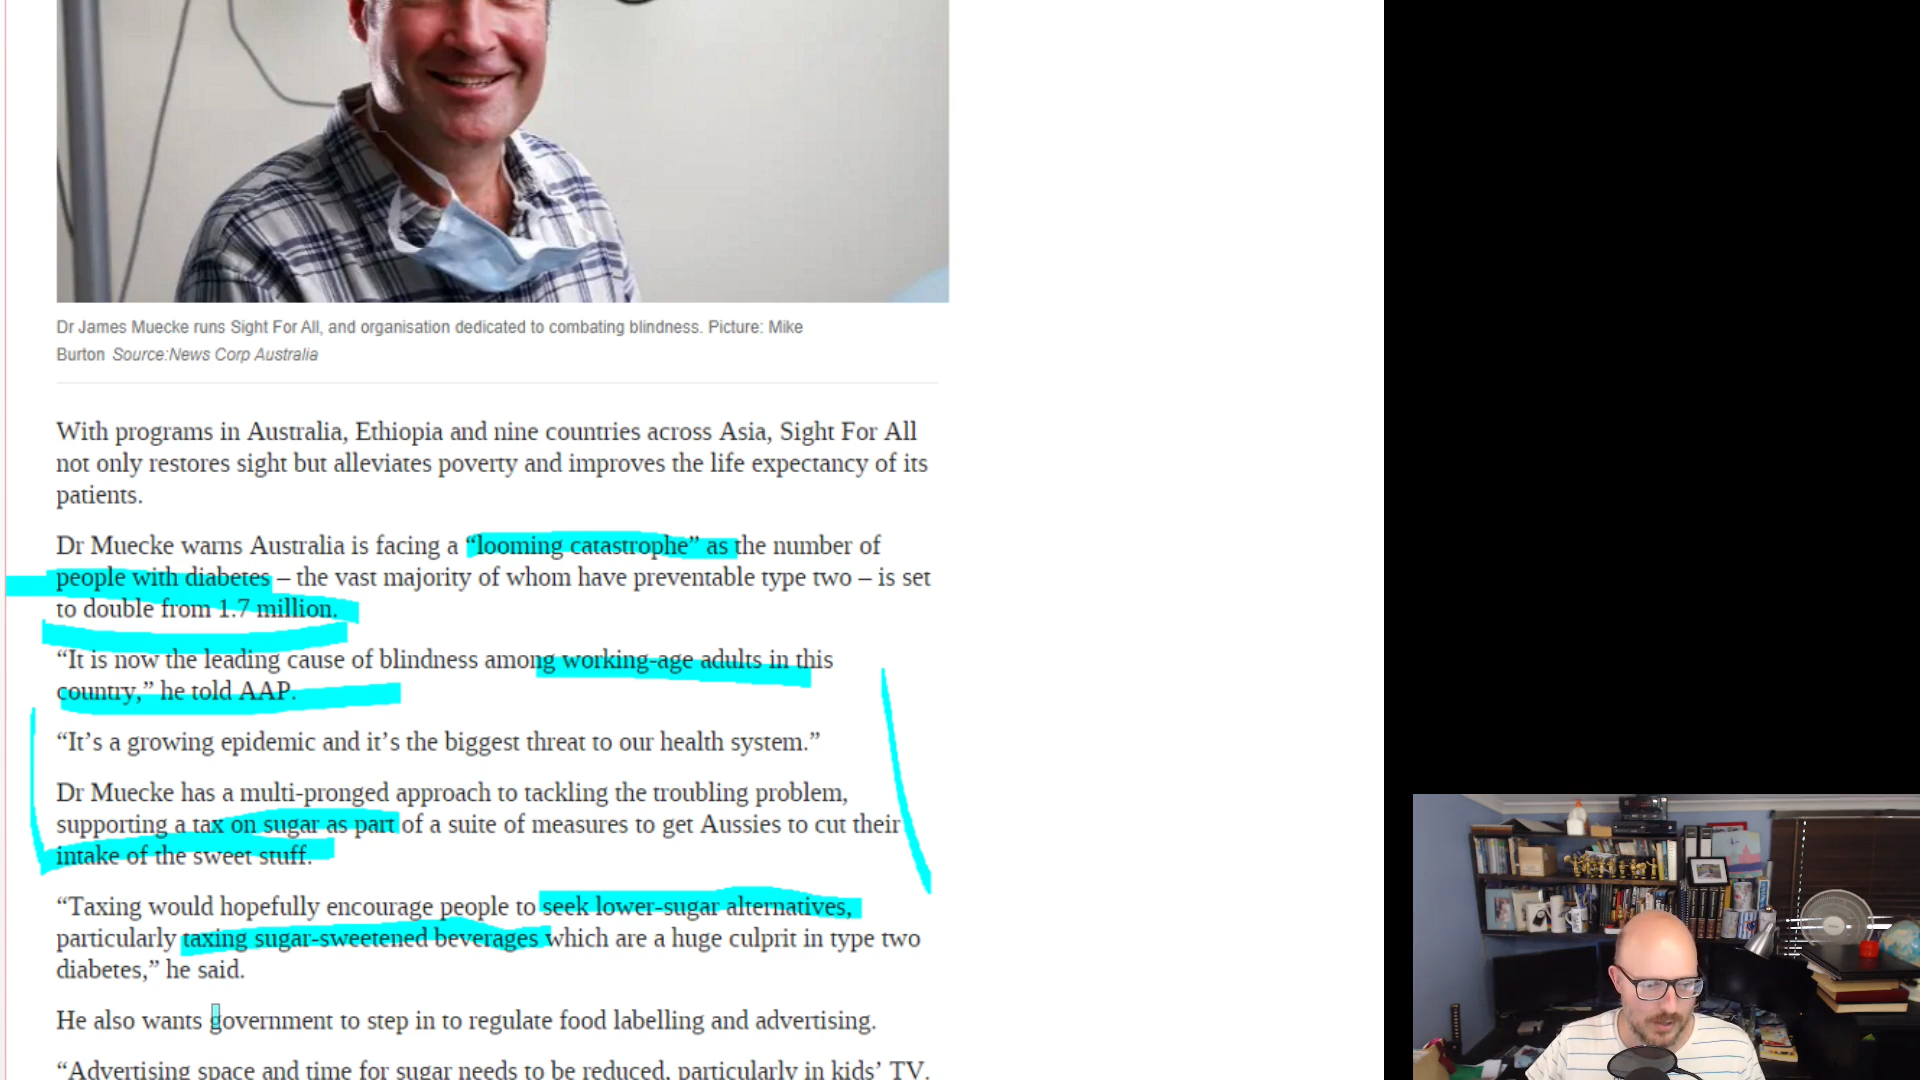 Dr James Muecke runs Sight For All, and organisation dedicated to combating blindness. Picture: Mike
Burton Source:News Corp Australia
With programs in Australia, Ethiopia and nine countries across Asia, Sight For All
not only restores sight but alleviates poverty and improves the life expectancy of its
patients.
Dr Muecke warns Australia is facing a “looming catastrophe” as the number of
people with diabetes – the vast majority of whom have preventable type two – is set
to double from 1.7 million.
“It is now the leading cause of blindness among working-age adults in this
country,” he told AAP.
“It’s a growing epidemic and it’s the biggest threat to our health system.”
Dr Muecke has a multi-pronged approach to tackling the troubling problem,
supporting a tax on sugar as part of a suite of measures to get Aussies to cut their
intake of the sweet stuff.
“Taxing would hopefully encourage people to seek lower-sugar alternatives,
particularly taxing sugar-sweetened beverages which are a huge culprit in type two
diabetes,” he said.
He also wants government to step in to regulate food labelling and advertising.
“Advertising space and time for sugar needs to be reduced, particularly in kids’ TV.